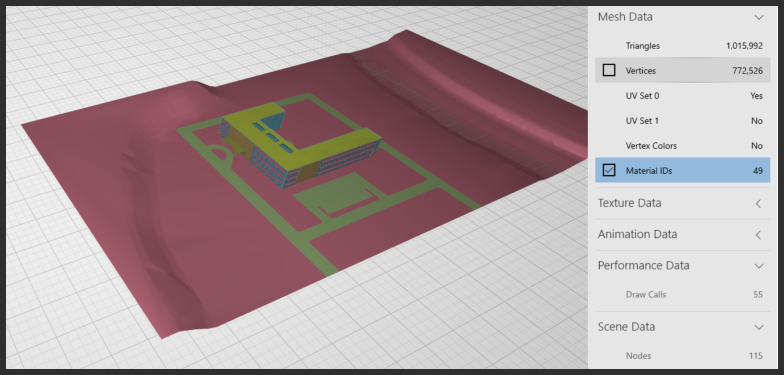 Mesh Data
Triangles 1,015,992
Vertices 772,526
UV Set 0 Yes
UV Set 1 No
Vertex Colors No
Material IDs 49
Texture Data
Animation Data
Performance Data
Draw Calls 55
Scene Data
Nodes 115